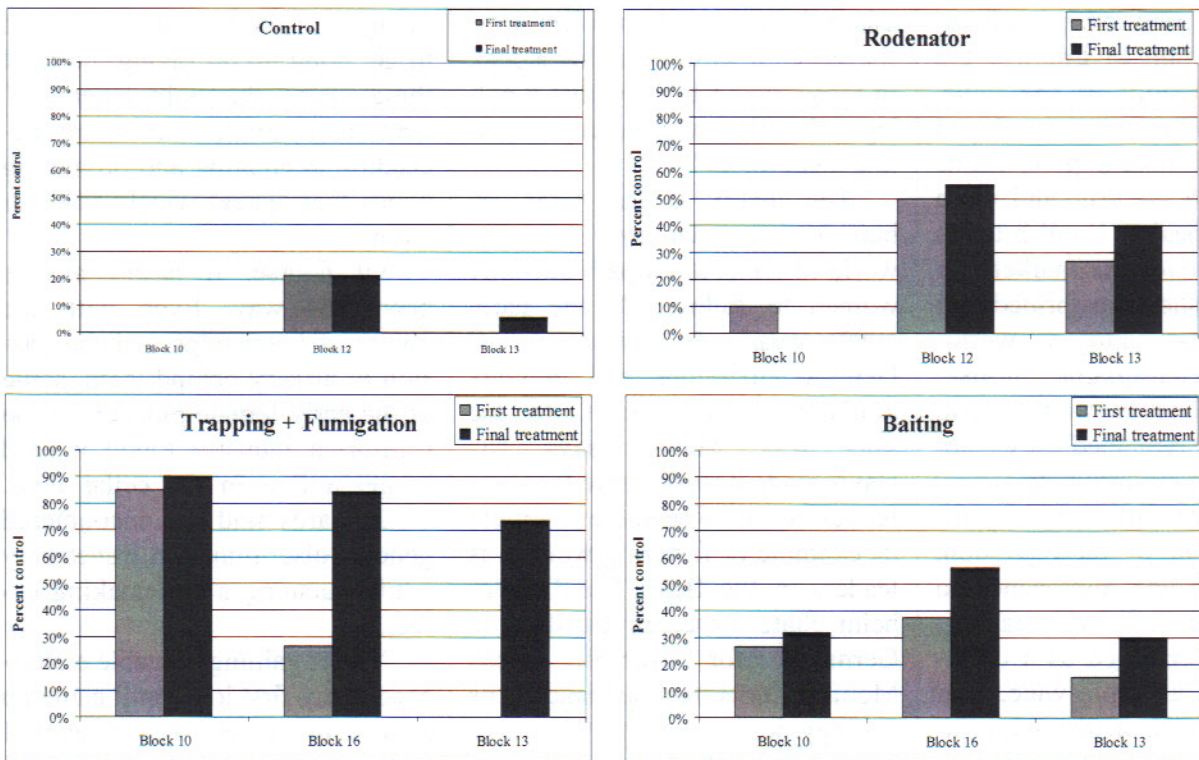 Control
First treatment
Final treatment
Percent control
100%
90%
80%
70%
60%
50%
40%
30%
20%
10%
0%
Block 10
Block 12
Block 13
Rodenator
First treatment
Final treatment
Percent control
100%
90%
80%
70%
60%
50%
40%
30%
20%
10%
0%
Block 10
Block 12
Block 13
Trapping + Fumigation
First treatment
Final treatment
Percent control
100%
90%
80%
70%
60%
50%
40%
30%
20%
10%
0%
Block 10
Block 16
Block 13
Baiting
First treatment
Final treatment
Percent control
100%
90%
80%
70%
60%
50%
40%
30%
20%
10%
0%
Block 10
Block 16
Block 13